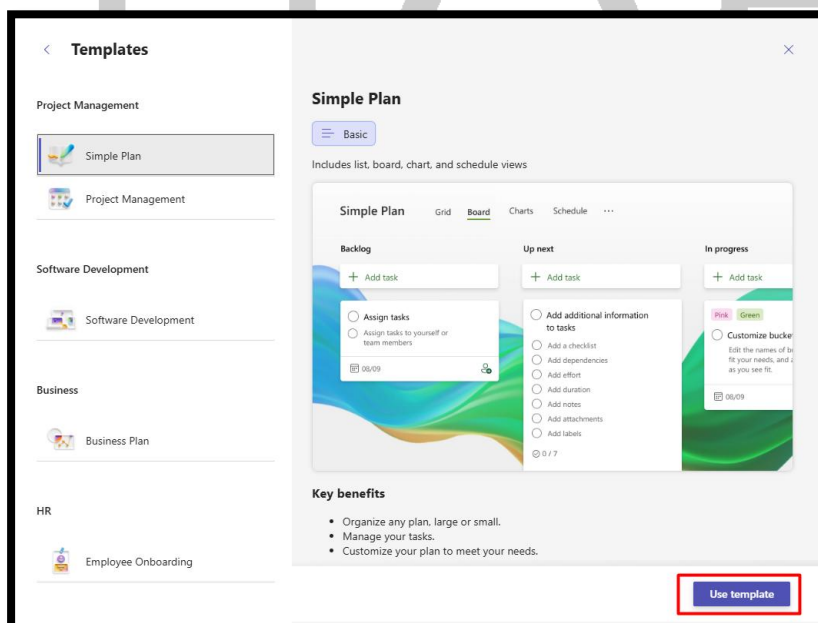 Templates
Project Management
Simple Plan
Project Management
Software Development
Software Development
Business
Business Plan
HR
Employee Onboarding
Simple Plan
Basic
Includes list, board, chart, and schedule views
Simple Plan Grid Board Charts Schedule ...
Backlog
+ Add task
Assign tasks
Assign tasks to yourself or
team members
08/09
Up next
+ Add task
Add additional information
to tasks
Add a checklist
Add dependencies
Add effort
Add duration
Add notes
Add attachments
Add labels
0 / 7
In progress
+ Add task
Pink Green
Customize bucke
Edit the names of b
fit your needs, and
as you see fit.
08/09
Key benefits
• Organize any plan, large or small.
• Manage your tasks.
• Customize your plan to meet your needs.
Use template